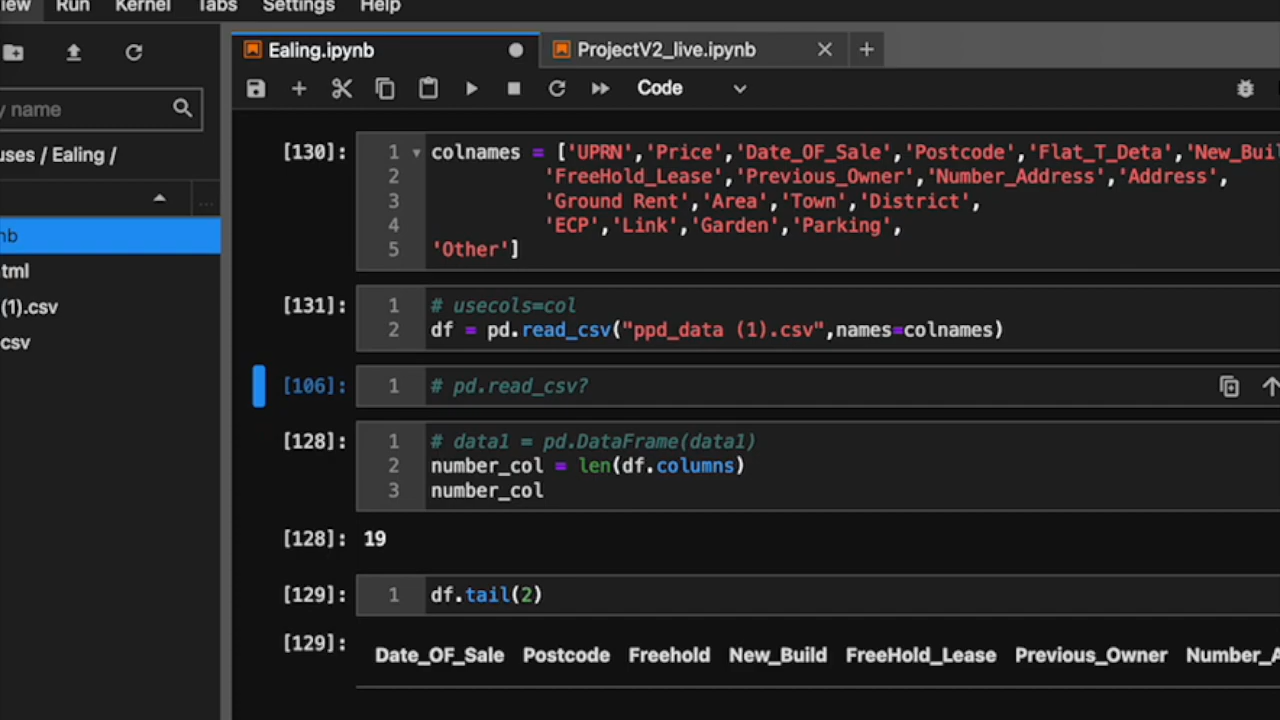 Run Kernel Tabs Settings Help
Ealing.ipynb
ProjectV2_live.ipynb
Code
name
/ Ealing /
(1).csv
csv
[130]:
1 colnames = ['UPRN','Price','Date_OF_Sale','Postcode','Flat_T_Deta','New_Buil
2 'FreeHold_Lease','Previous_Owner','Number_Address','Address',
3 'Ground Rent','Area','Town','District',
4 'ECP','Link','Garden','Parking',
5 'Other']
[131]:
1 # usecols=col
2 df = pd.read_csv("ppd_data (1).csv",names=colnames)
[106]:
1 # pd.read_csv?
[128]:
1 # data1 = pd.DataFrame(data1)
2 number_col = len(df.columns)
3 number_col
[128]: 19
[129]:
1 df.tail(2)
[129]:
Date_OF_Sale Postcode Freehold New_Build FreeHold_Lease Previous_Owner Number_A